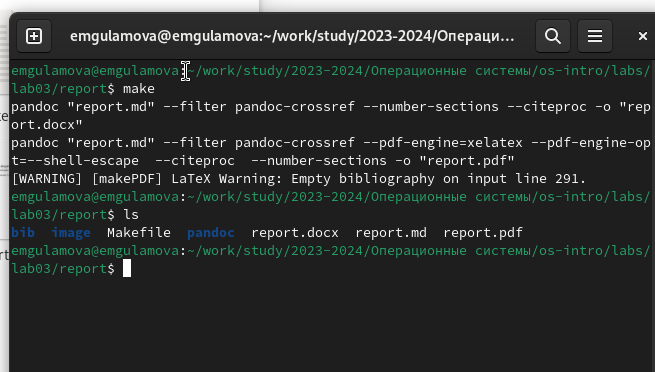 emgulamova@emgulamova:~/work/study/2023-2024/Операци…
emgulamova@emgulamova:~/work/study/2023-2024/Операционные системы/os-intro/labs/
lab03/report$ make
pandoc "report.md" --filter pandoc-crossref --number-sections --citeproc -o "rep
ort.docx"
pandoc "report.md" --filter pandoc-crossref --pdf-engine=xelatex --pdf-engine-op
t=--shell-escape  --citeproc  --number-sections -o "report.pdf"
[WARNING] [makePDF] LaTeX Warning: Empty bibliography on input line 291.
emgulamova@emgulamova:~/work/study/2023-2024/Операционные системы/os-intro/labs/
lab03/report$ ls
bib  image  Makefile  pandoc  report.docx  report.md  report.pdf
emgulamova@emgulamova:~/work/study/2023-2024/Операционные системы/os-intro/labs/
lab03/report$